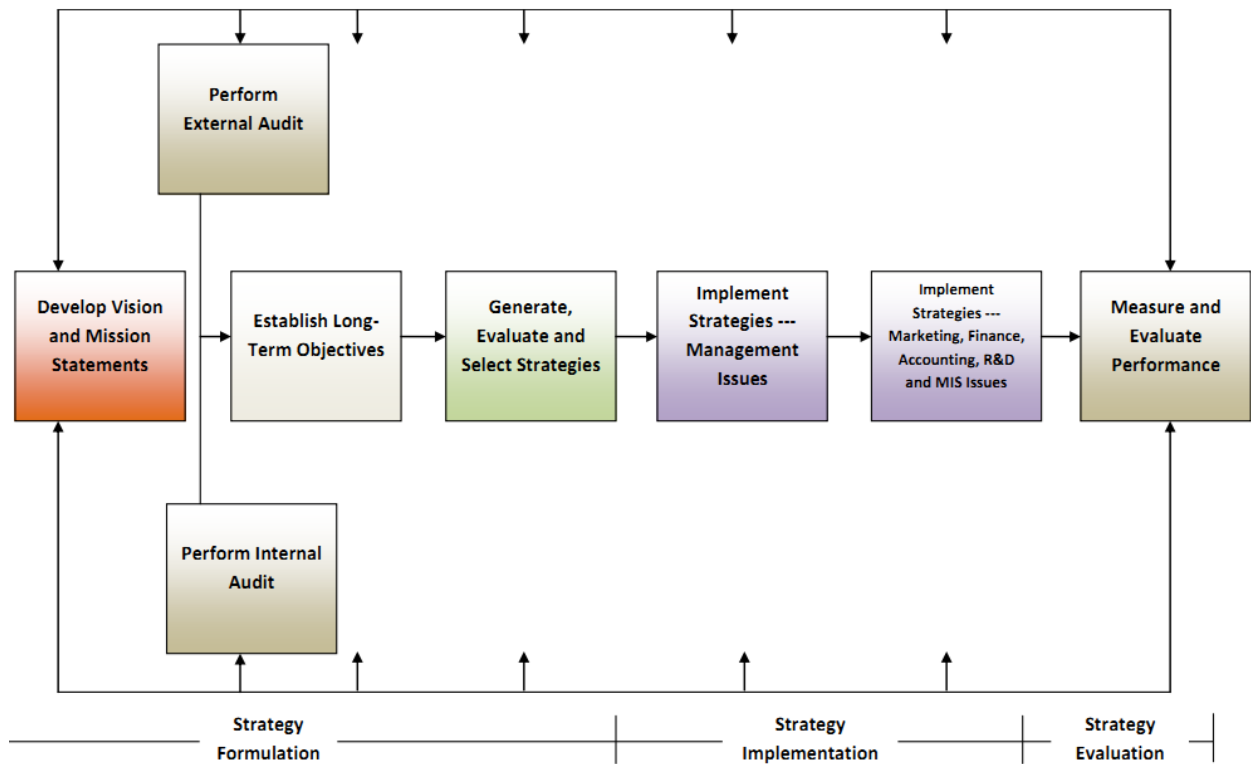 Perform
External Audit
Develop Vision
and Mission
Statements
Establish Long-
Term Objectives
Generate,
Evaluate and
Select Strategies
Implement
Strategies ---
Management
Issues
Implement
Strategies ---
Marketing, Finance,
Accounting, R&D
and MIS Issues
Measure and
Evaluate
Performance
Perform Internal
Audit
Strategy
Formulation
Strategy
Implementation
Strategy
Evaluation